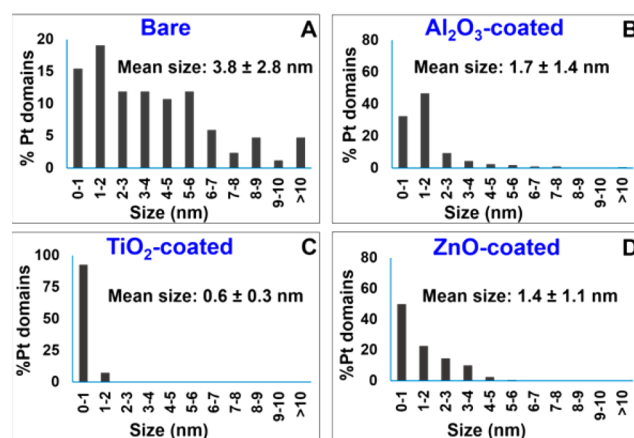 Bare
A
Mean size: 3.8 ± 2.8 nm
% Pt domains
20
15
10
5
0
0-1 1-2 2-3 3-4 4-5 5-6 6-7 7-8 8-9 9-10 >10
Size (nm)
Al₂O₃-coated
B
Mean size: 1.7 ± 1.4 nm
% Pt domains
80
60
40
20
0
0-1 1-2 2-3 3-4 4-5 5-6 6-7 7-8 8-9 9-10 >10
Size (nm)
TiO₂-coated
C
Mean size: 0.6 ± 0.3 nm
%Pt domains
100
75
50
25
0
0-1 1-2 2-3 3-4 4-5 5-6 6-7 7-8 8-9 9-10 >10
Size (nm)
ZnO-coated
D
Mean size: 1.4 ± 1.1 nm
%Pt domains
80
60
40
20
0
0-1 1-2 2-3 3-4 4-5 5-6 6-7 7-8 8-9 9-10 >10
Size (nm)